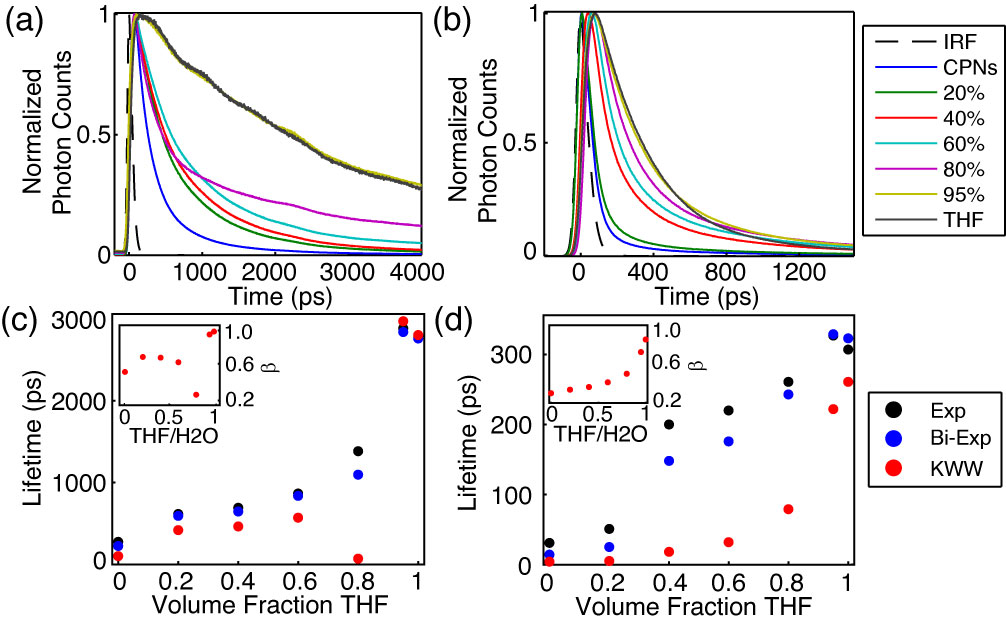 (a)
Normalized
Photon Counts
1
0.5
0
0
1000
2000
3000
4000
Time (ps)
(b)
Normalized
Photon Counts
1
0.5
0
0
400
800
1200
Time (ps)
IRF
CPNs
20%
40%
60%
80%
95%
THF
(c)
Lifetime (ps)
3000
2000
1000
0
0
0.2
0.4
0.6
0.8
1
Volume Fraction THF
1.0
0.6
0.2
β
0
0.5
1
THF/H2O
(d)
Lifetime (ps)
300
200
100
0
0
0.2
0.4
0.6
0.8
1
Volume Fraction THF
1.0
0.6
0.2
β
0
0.5
1
THF/H2O
Exp
Bi-Exp
KWW